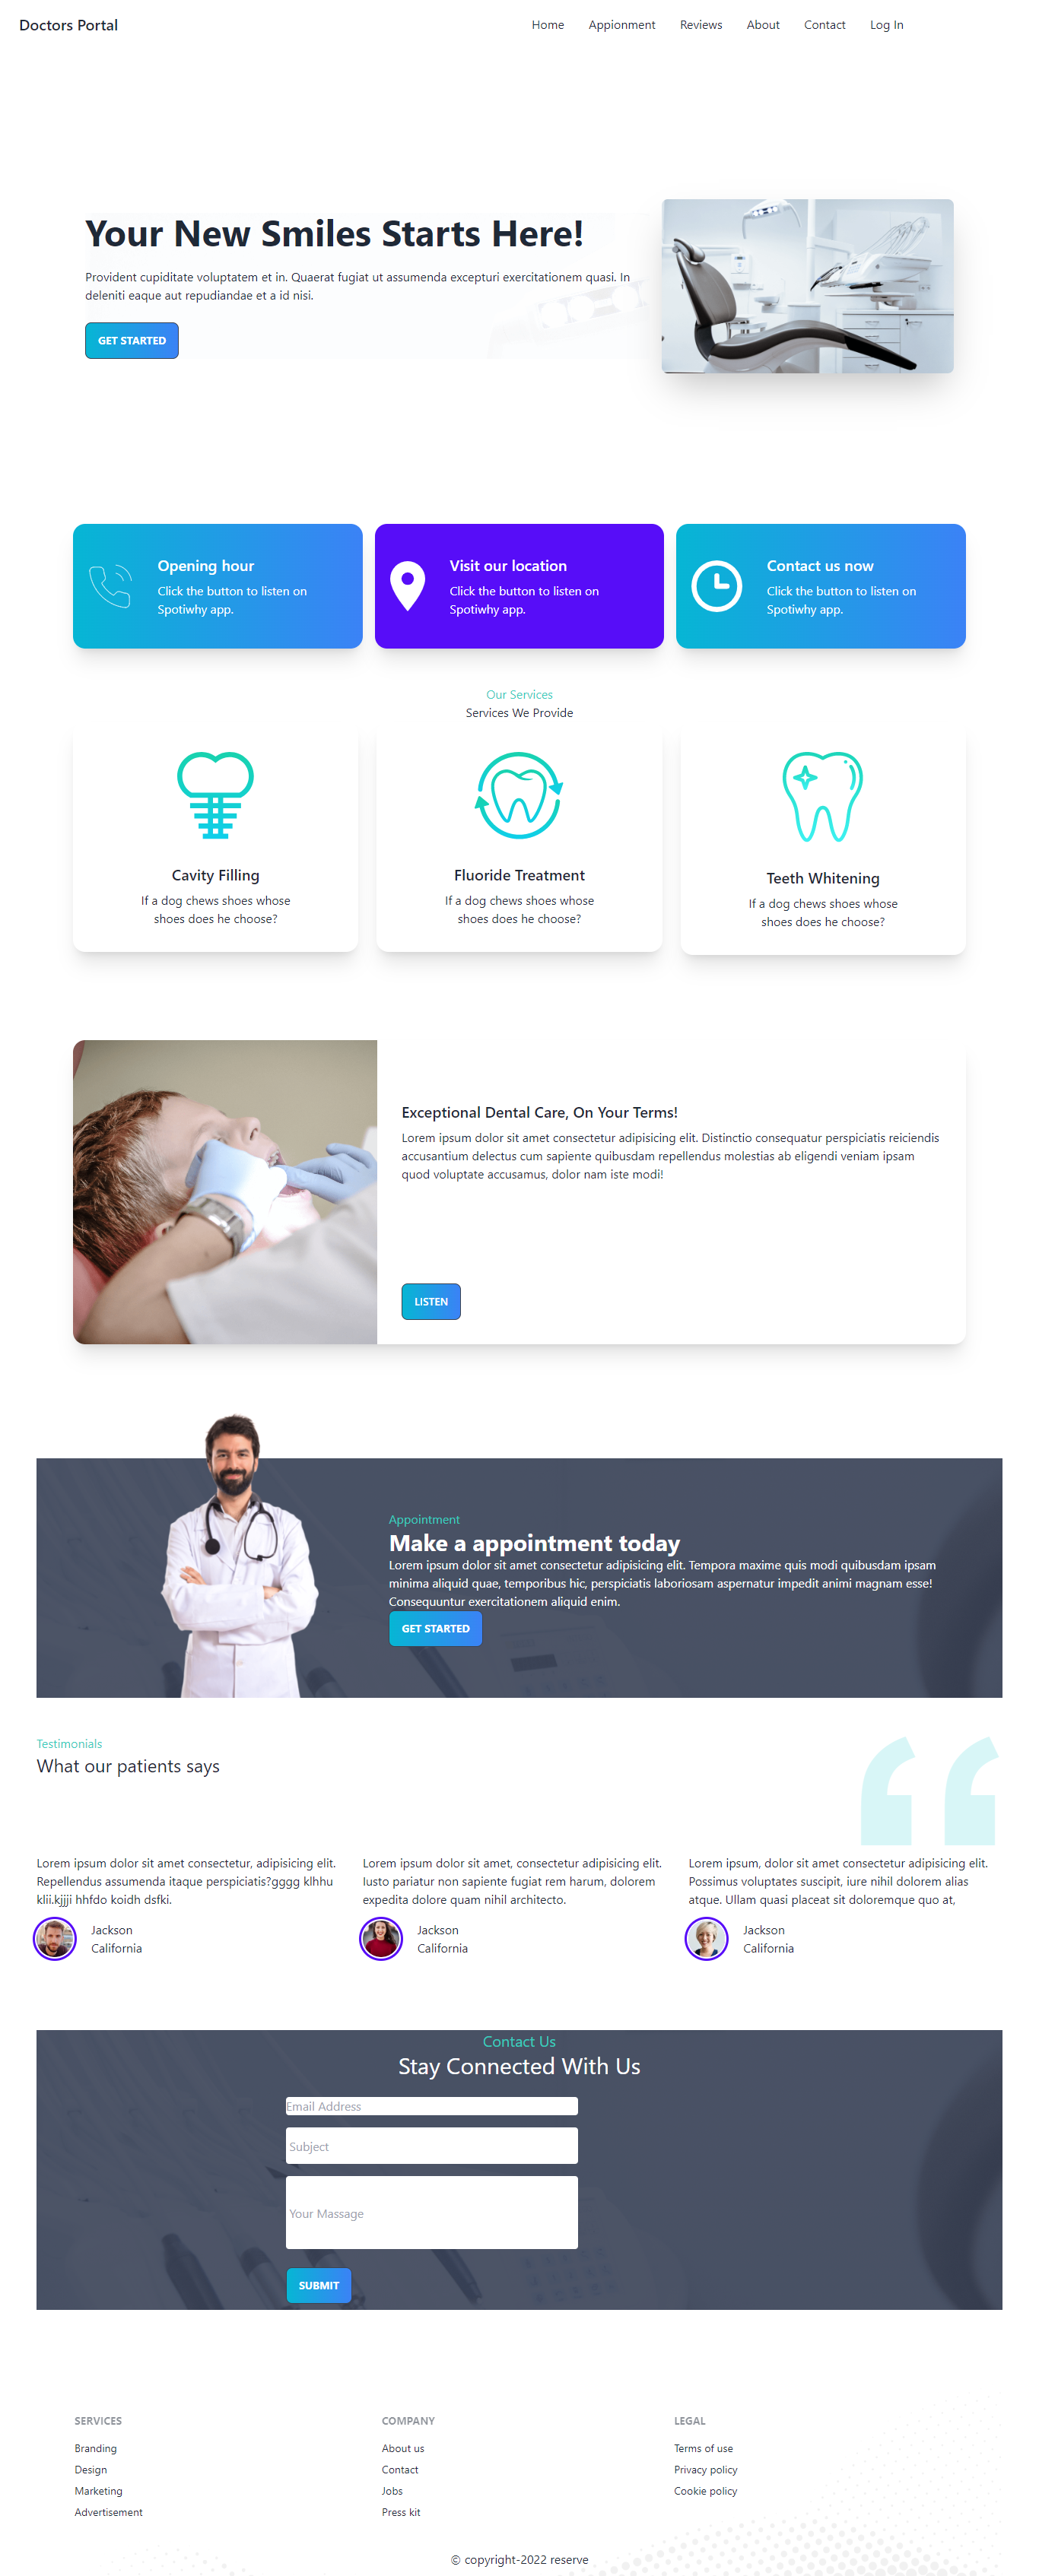 Doctors Portal
Home Appionment Reviews About Contact Log In
Your New Smiles Starts Here!
Provident cupiditate voluptatem et in. Quaerat fugiat ut assumenda excepturi exercitationem quasi. In
deleniti eaque aut repudiandae et a id nisi.
GET STARTED
Opening hour
Click the button to listen on
Spotiwhy app.
Visit our location
Click the button to listen on
Spotiwhy app.
Contact us now
Click the button to listen on
Spotiwhy app.
Our Services
Services We Provide
Cavity Filling
If a dog chews shoes whose
shoes does he choose?
Fluoride Treatment
If a dog chews shoes whose
shoes does he choose?
Teeth Whitening
If a dog chews shoes whose
shoes does he choose?
Exceptional Dental Care, On Your Terms!
Lorem ipsum dolor sit amet consectetur adipisicing elit. Distinctio consequatur perspiciatis reiciendis
accusantium delectus cum sapiente quibusdam repellendus molestias ab eligendi veniam ipsam
quod voluptate accusamus, dolor nam iste modi!
LISTEN
Appointment
Make a appointment today
Lorem ipsum dolor sit amet consectetur adipisicing elit. Tempora maxime quis modi quibusdam ipsam
minima aliquid quae, temporibus hic, perspiciatis laboriosam aspernatur impedit animi magnam esse!
Consequuntur exercitationem aliquid enim.
GET STARTED
Testimonials
What our patients says
Lorem ipsum dolor sit amet consectetur, adipisicing elit.
Repellendus assumenda itaque perspiciatis?gggg klhhu
klii.kjjji hhfdo koidh dsfki.
Jackson
California
Lorem ipsum dolor sit amet, consectetur adipisicing elit.
Iusto pariatur non sapiente fugiat rem harum, dolorem
expedita dolore quam nihil architecto.
Jackson
California
Lorem ipsum, dolor sit amet consectetur adipisicing elit.
Possimus voluptates suscipit, iure nihil dolorem alias
atque. Ullam quasi placeat sit doloremque quo at,
Jackson
California
Contact Us
Stay Connected With Us
Email Address
Subject
Your Massage
SUBMIT
SERVICES
Branding
Design
Marketing
Advertisement
COMPANY
About us
Contact
Jobs
Press kit
LEGAL
Terms of use
Privacy policy
Cookie policy
© copyright-2022 reserve